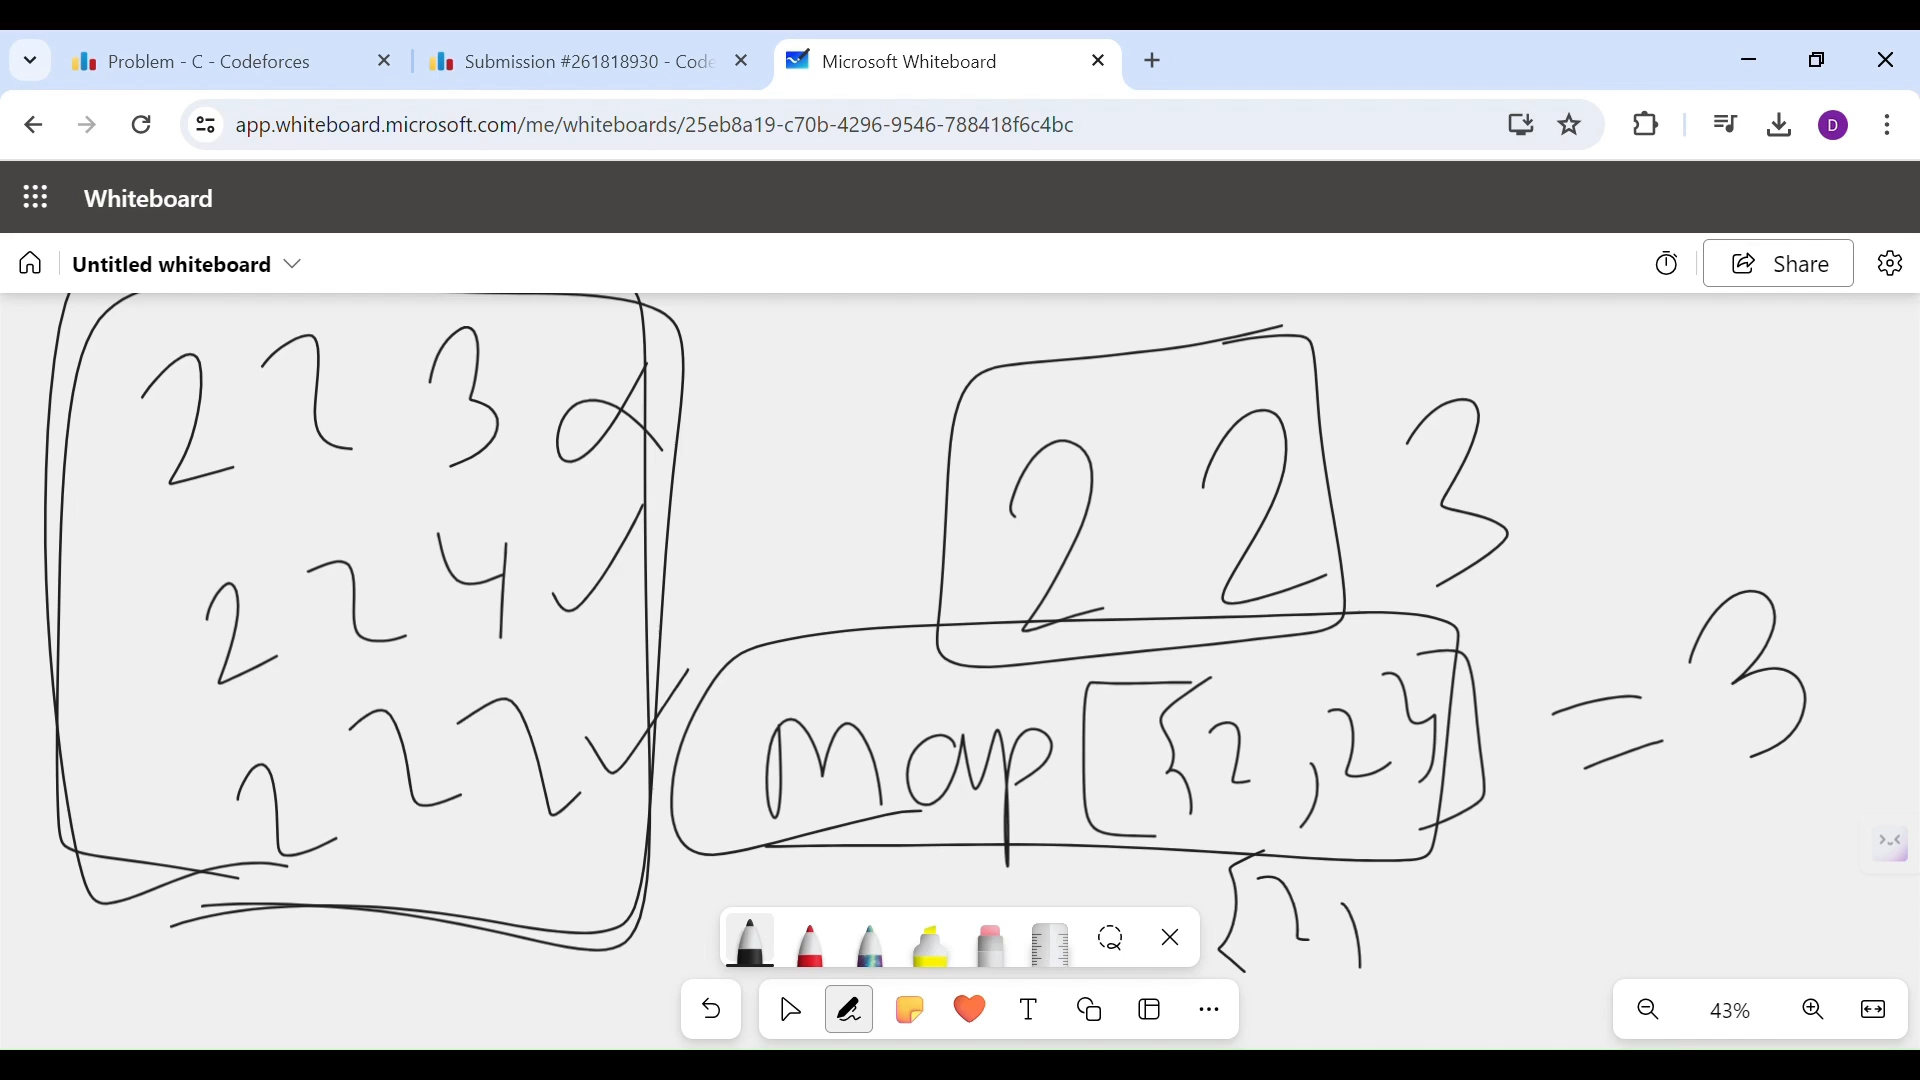 Problem - C - Codeforces
Submission #261818930 - Code
Microsoft Whiteboard
app.whiteboard.microsoft.com/me/whiteboards/25eb8a19-c70b-4296-9546-788418f6c4bc
D
Whiteboard
Untitled whiteboard
Share
2 2 3
2 2 4
2 2 2
2 2 3
map [{2,2}] = 3
{2,
T
43%